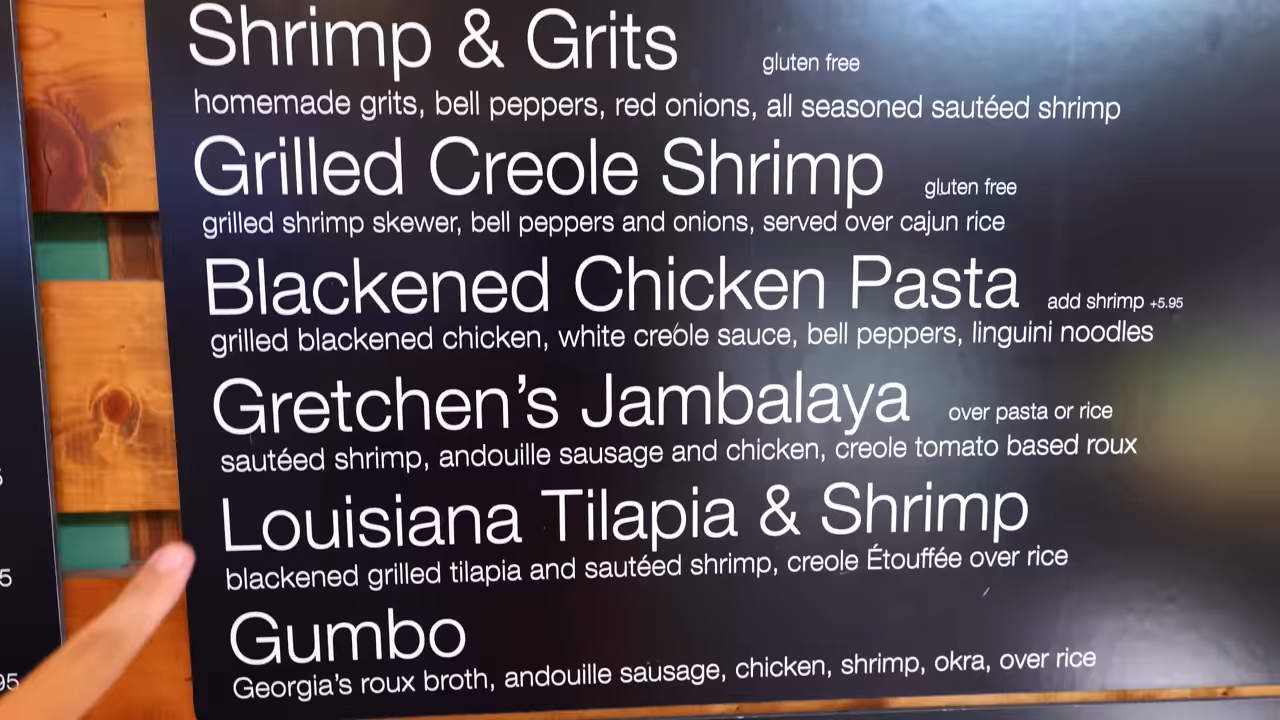 Shrimp & Grits gluten free
homemade grits, bell peppers, red onions, all seasoned sautéed shrimp
Grilled Creole Shrimp gluten free
grilled shrimp skewer, bell peppers and onions, served over cajun rice
Blackened Chicken Pasta add shrimp +5.95
grilled blackened chicken, white creóle sauce, bell peppers, linguini noodles
Gretchen's Jambalaya over pasta or rice
sautéed shrimp, andouille sausage and chicken, creole tomato based roux
Louisiana Tilapia & Shrimp
blackened grilled tilapia and sautéed shrimp, creole Étouffée over rice
Gumbo
Georgia's roux broth, andouille sausage, chicken, shrimp, okra, over rice